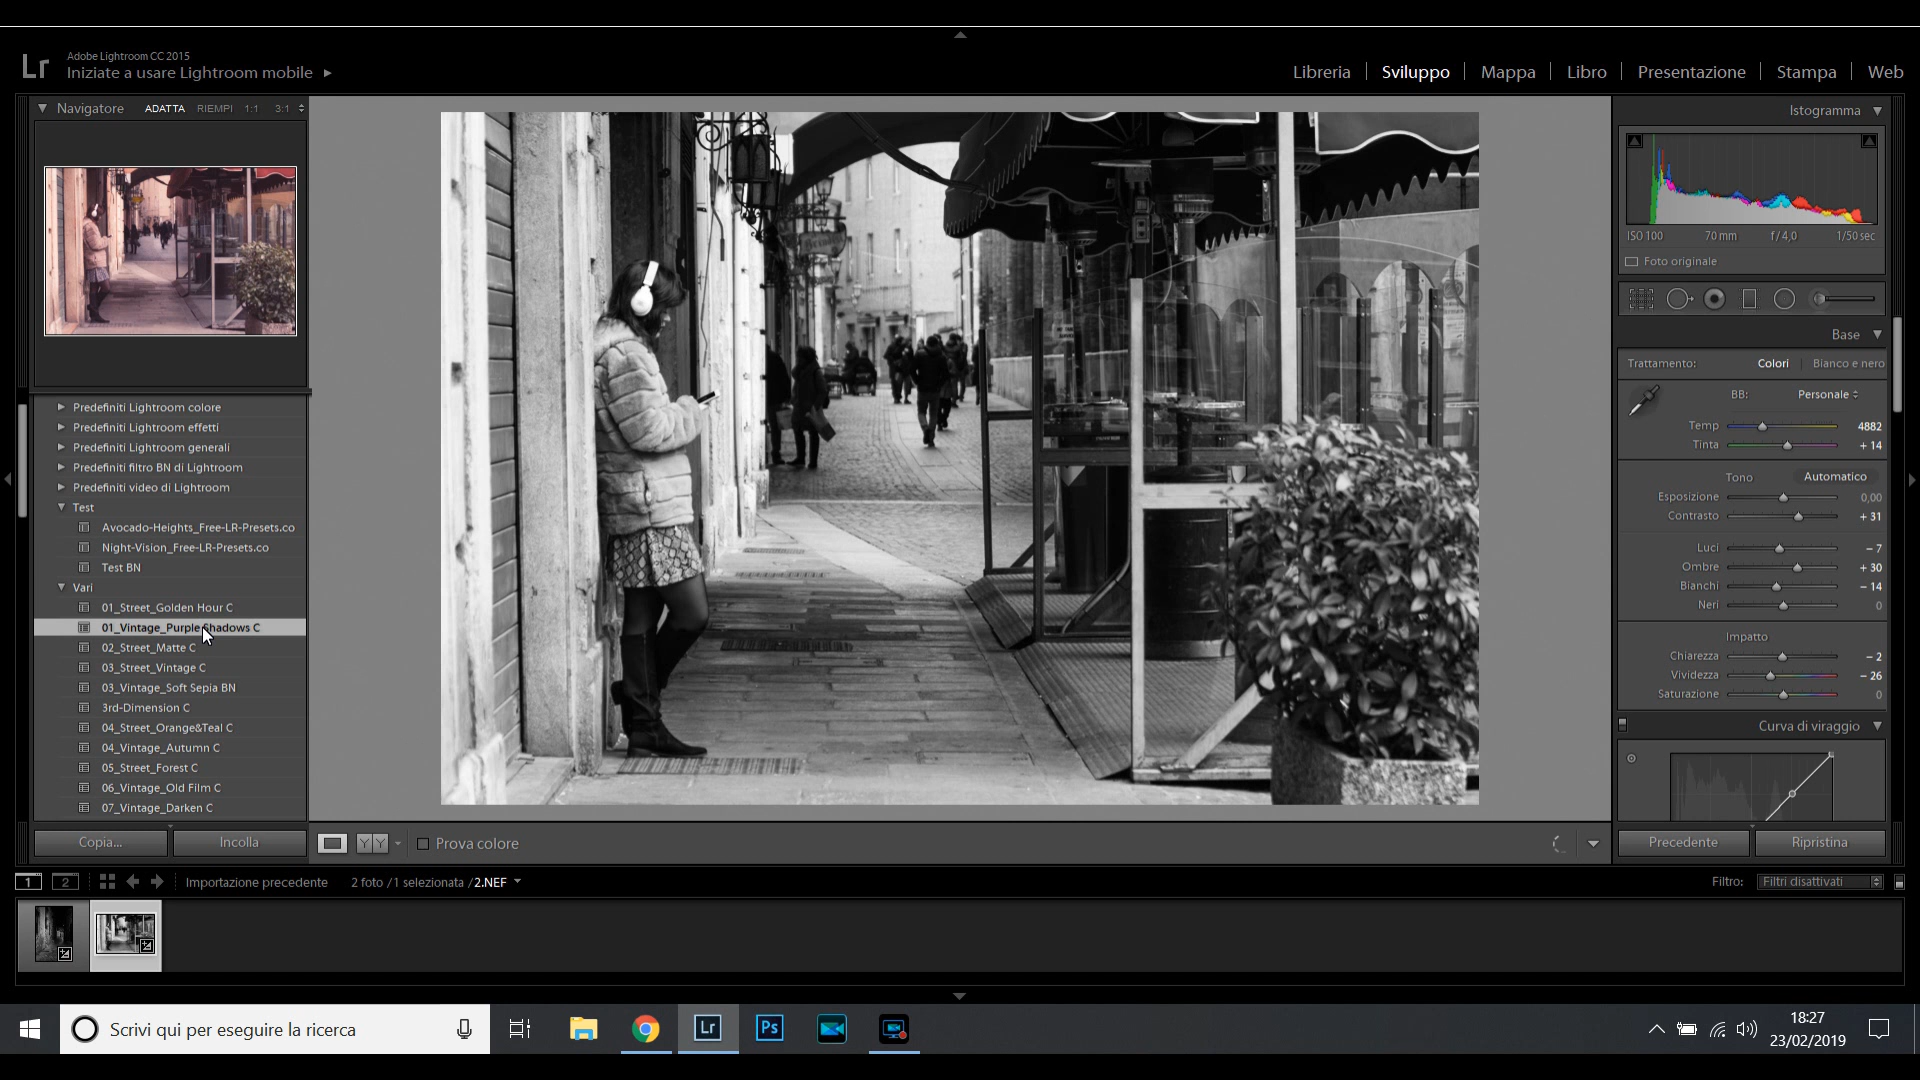 Lr
Adobe Lightroom CC 2015
Iniziate a usare Lightroom mobile
Libreria
Sviluppo
Mappa
Libro
Presentazione
Stampa
Web
Navigatore
ADATTA
RIEMPI
1:1
3:1
Predefiniti Lightroom colore
Predefiniti Lightroom effetti
Predefiniti Lightroom generali
Predefiniti filtro BN di Lightroom
Predefiniti video di Lightroom
Test
Avocado-Heights_Free-LR-Presets.co
Night-Vision_Free-LR-Presets.co
Test BN
Vari
01_Street_Golden Hour C
01_Vintage_Purple Shadows C
02_Street_Matte C
03_Street_Vintage C
03_Vintage_Soft Sepia BN
3rd-Dimension C
04_Street_Orange&Teal C
04_Vintage_Autumn C
05_Street_Forest C
06_Vintage_Old Film C
07_Vintage_Darken C
Copia...
Incolla
Prova colore
Istogramma
ISO 100
70 mm
f / 4,0
1/50 sec
Foto originale
Base
Trattamento:
Colori
Bianco e nero
BB:
Personale
Temp
4882
Tinta
+ 14
Tono
Automatico
Esposizione
0,00
Contrasto
+ 31
Luci
− 7
Ombre
+ 30
Bianchi
− 14
Neri
0
Impatto
Chiarezza
− 2
Vividezza
− 26
Saturazione
0
Curva di viraggio
Precedente
Ripristina
1
2
Importazione precedente
2 foto / 1 selezionata / 2.NEF
Filtro:
Filtri disattivati
Scrivi qui per eseguire la ricerca
Lr
Ps
18:27
23/02/2019